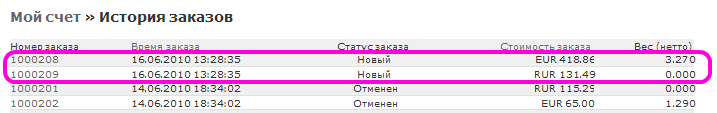 Мой счет » История заказов
Номер заказа Время заказа Статус заказа Стоимость заказа Вес (нетто)
1000208 16.06.2010 13:28:35 Новый EUR 418.86 3.270
1000209 16.06.2010 13:28:35 Новый RUR 131.49 0.000
1000201 14.06.2010 18:34:02 Отменен RUR 115.29 0.000
1000202 14.06.2010 18:34:02 Отменен EUR 65.00 1.290